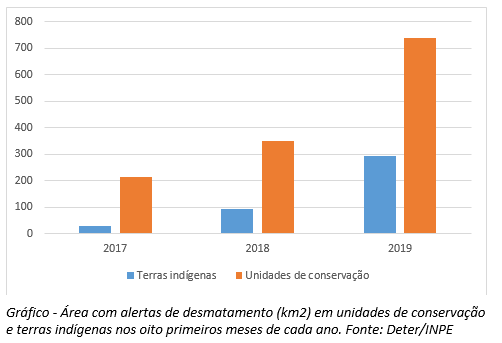 800
700
600
500
400
300
200
100
0
2017 2018 2019
Terras indígenas Unidades de conservação
Gráfico - Área com alertas de desmatamento (km2) em unidades de conservação
e terras indígenas nos oito primeiros meses de cada ano. Fonte: Deter/INPE